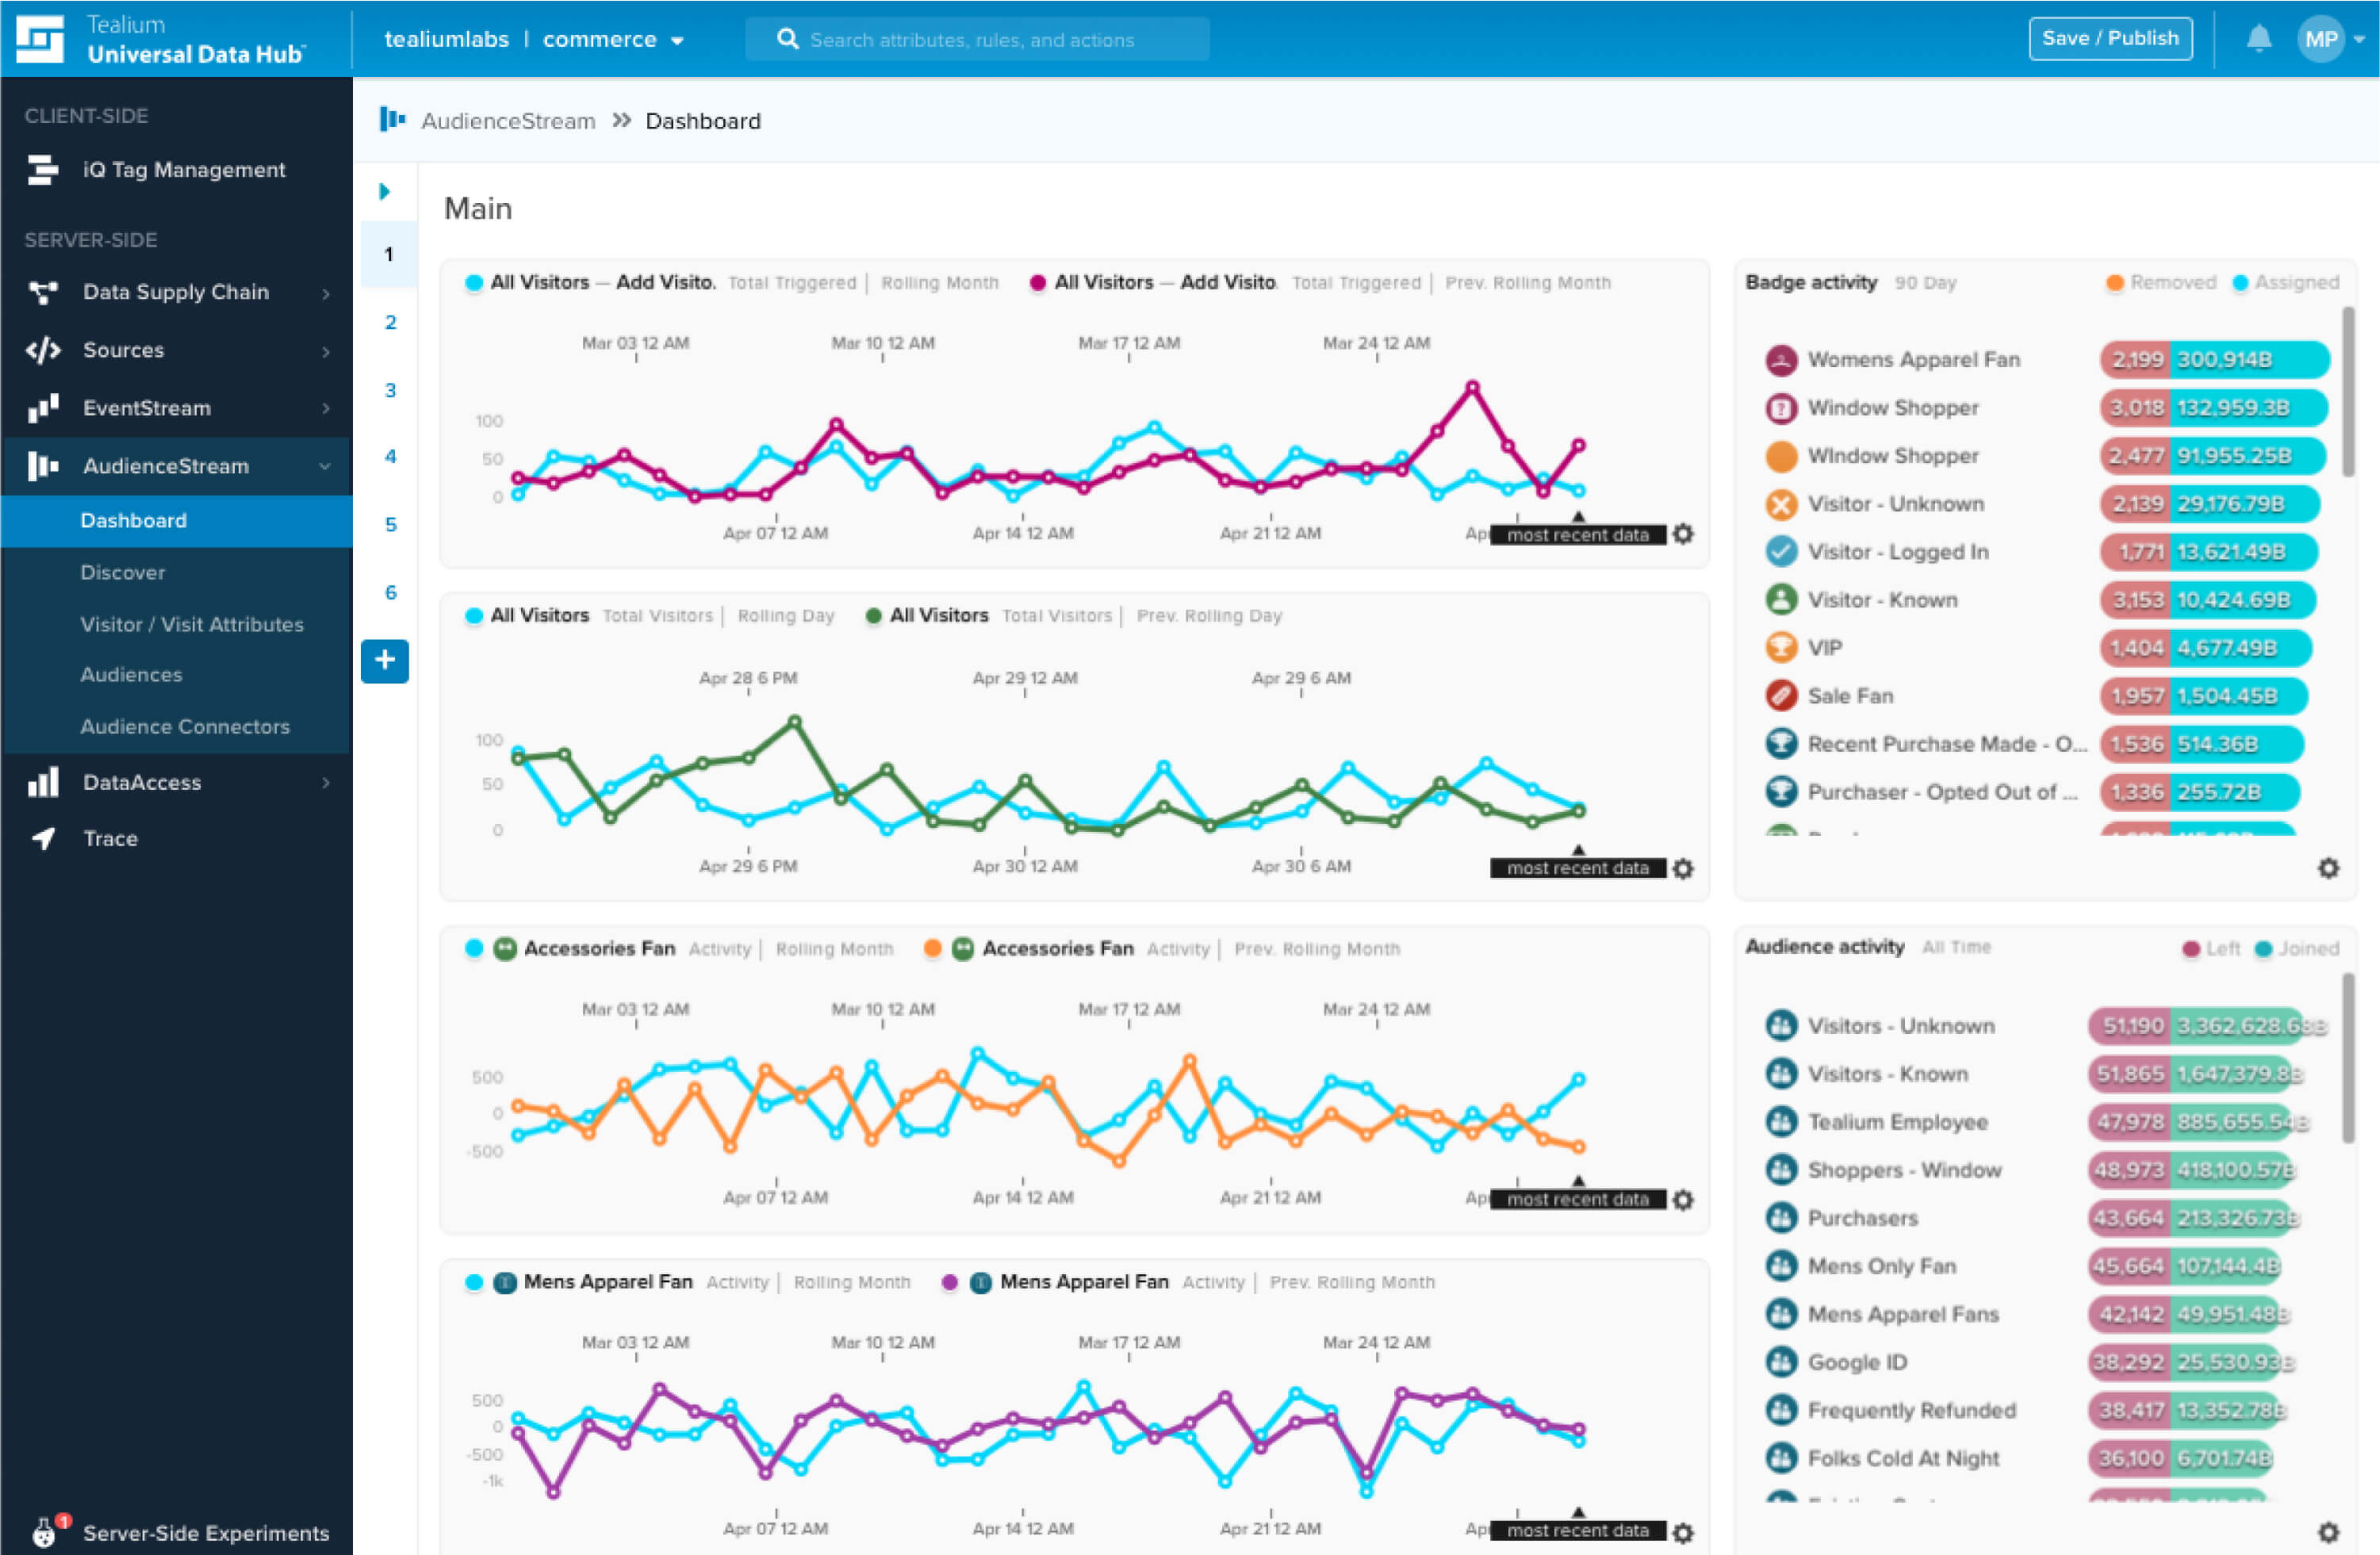 Tealium
Universal Data Hub™
tealiumlabs | commerce
Search attributes, rules, and actions
Save / Publish
MP
CLIENT-SIDE
iQ Tag Management
SERVER-SIDE
Data Supply Chain
Sources
EventStream
AudienceStream
Dashboard
Discover
Visitor / Visit Attributes
Audiences
Audience Connectors
DataAccess
Trace
1
Server-Side Experiments
AudienceStream >> Dashboard
1
2
3
4
5
6
+
Main
All Visitors — Add Visito. Total Triggered | Rolling Month All Visitors — Add Visito Total Triggered | Prev. Rolling Month
Mar 03 12 AM Mar 10 12 AM Mar 17 12 AM Mar 24 12 AM
100
50
0
Apr 07 12 AM Apr 14 12 AM Apr 21 12 AM Ap most recent data
All Visitors Total Visitors | Rolling Day All Visitors Total Visitors | Prev. Rolling Day
Apr 28 6 PM Apr 29 12 AM Apr 29 6 AM
100
50
0
Apr 29 6 PM Apr 30 12 AM Apr 30 6 AM most recent data
Accessories Fan Activity | Rolling Month Accessories Fan Activity | Prev. Rolling Month
Mar 03 12 AM Mar 10 12 AM Mar 17 12 AM Mar 24 12 AM
500
0
-500
Apr 07 12 AM Apr 14 12 AM Apr 21 12 AM Ap most recent data
Mens Apparel Fan Activity | Rolling Month Mens Apparel Fan Activity | Prev. Rolling Month
Mar 03 12 AM Mar 10 12 AM Mar 17 12 AM Mar 24 12 AM
500
0
-500
-1k
Apr 07 12 AM Apr 14 12 AM Apr 21 12 AM Ap most recent data
Badge activity 90 Day Removed Assigned
Womens Apparel Fan 2,199 300,914B
Window Shopper 3,018 132,959.3B
WIndow Shopper 2,477 91,955.25B
Visitor - Unknown 2,139 29,176.79B
Visitor - Logged In 1,771 13,621.49B
Visitor - Known 3,153 10,424.69B
VIP 1,404 4,677.49B
Sale Fan 1,957 1,504.45B
Recent Purchase Made - O... 1,536 514.36B
Purchaser - Opted Out of ... 1,336 255.72B
Audience activity All Time Left Joined
Visitors - Unknown 51,190 3,362,628.68B
Visitors - Known 51,865 1,647,379.8B
Tealium Employee 47,978 885,655.54B
Shoppers - Window 48,973 418,100.57B
Purchasers 43,664 213,326.73B
Mens Only Fan 45,664 107,144.4B
Mens Apparel Fans 42,142 49,951.48B
Google ID 38,292 25,530.93B
Frequently Refunded 38,417 13,352.78B
Folks Cold At Night 36,100 6,701.74B